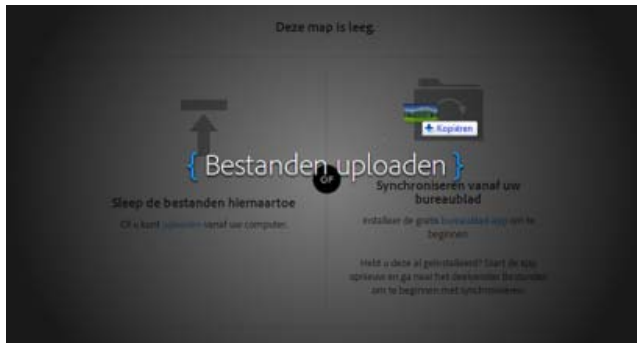 Deze map is leeg.
+ Kopiëren
{ Bestanden uploaden }
OF
Sleep de bestanden hiernaartoe
Of u kunt uploaden vanaf uw computer.
Synchroniseren vanaf uw
bureaublad
Installeer de gratis bureaublad-app om te
beginnen
Hebt u deze al geïnstalleerd? Start de app
opnieuw en ga naar het deelvenster Bestanden
om te beginnen met synchroniseren.